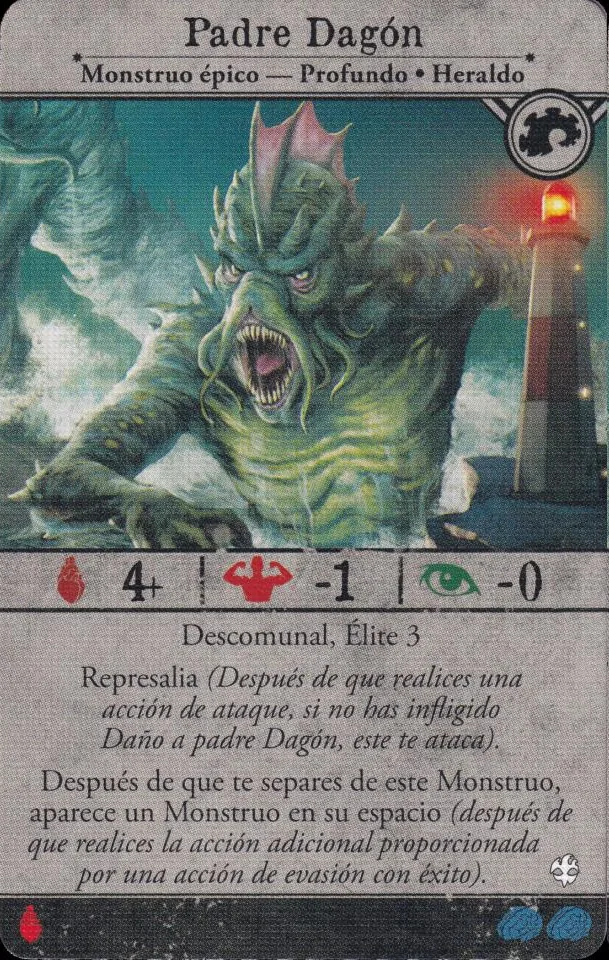 Padre Dagón
Monstruo épico — Profundo • Heraldo
4+ -1 -0
Descomunal, Élite 3
Represalia (Después de que realices una
acción de ataque, si no has infligido
Daño a padre Dagón, este te ataca).
Después de que te separes de este Monstruo,
aparece un Monstruo en su espacio (después de
que realices la acción adicional proporcionada
por una acción de evasión con éxito).